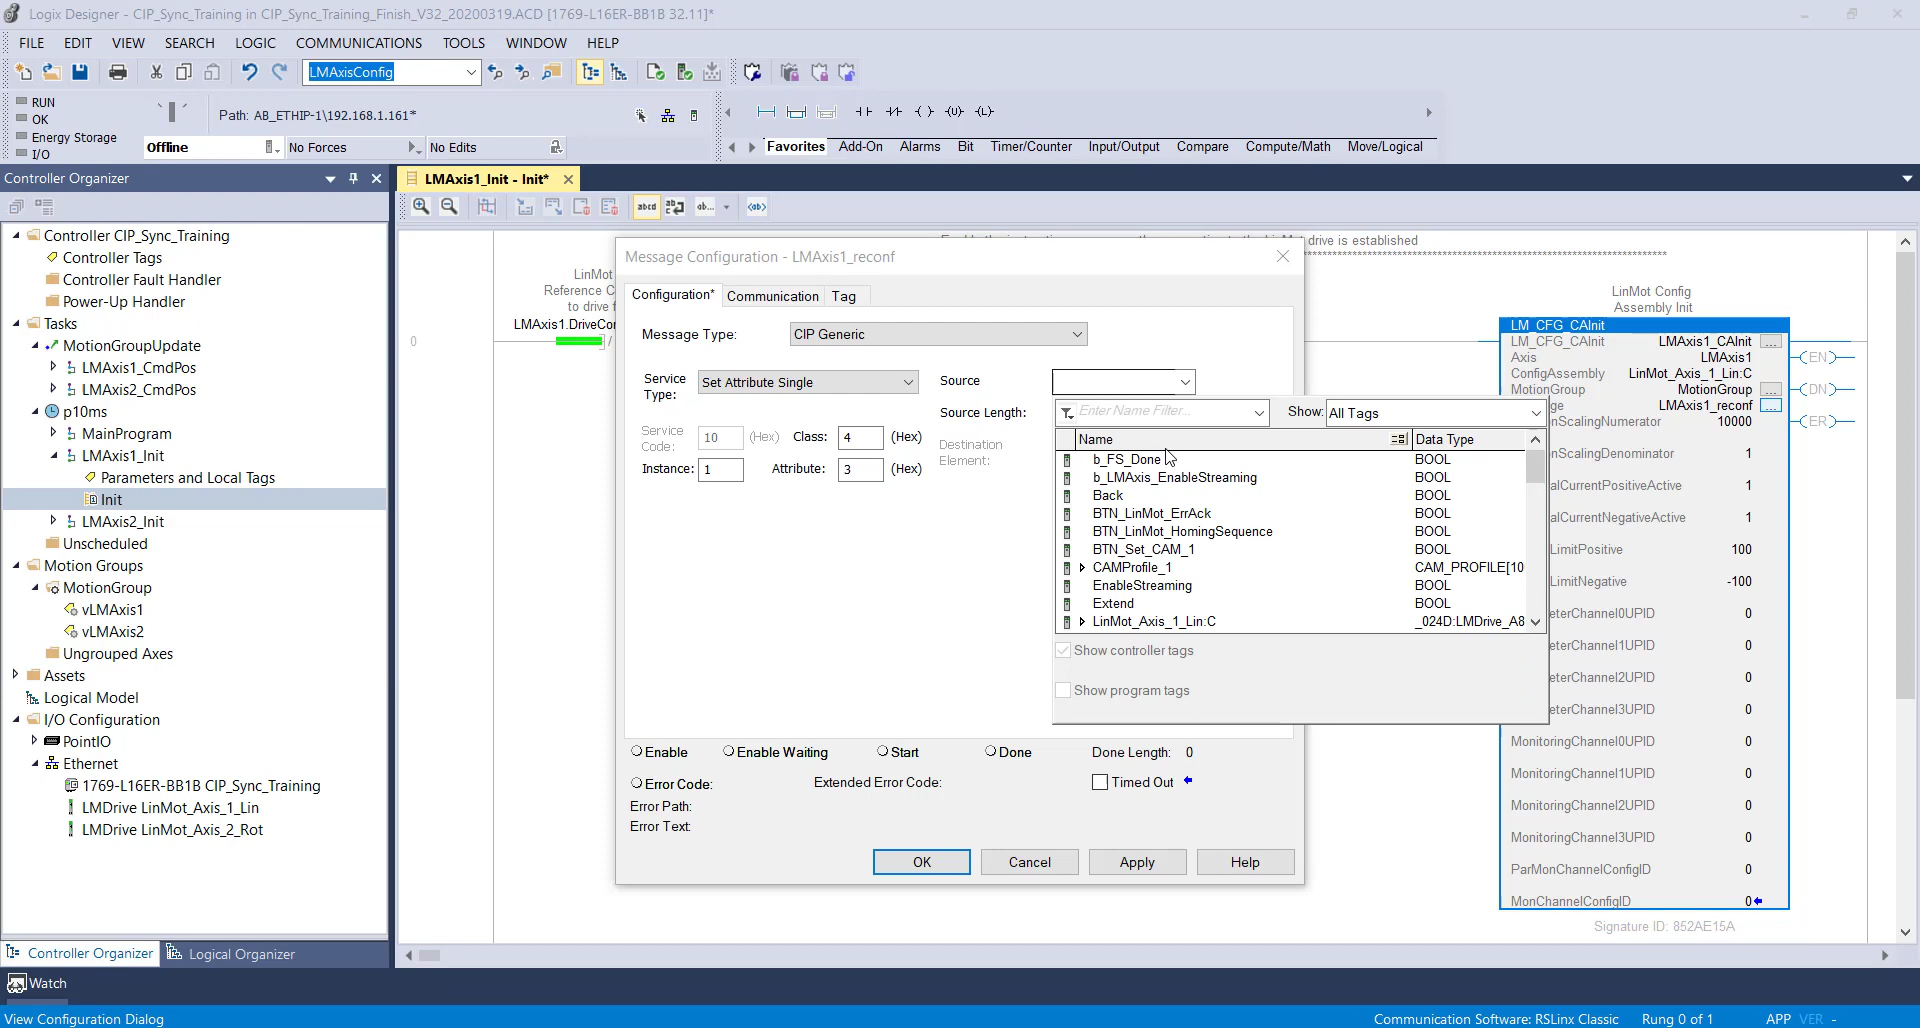 Logix Designer - CIP_Sync_Training in CIP_Sync_Training_Finish_V32_20200319.ACD [1769-L16ER-BB1B 32.11]*
FILE EDIT VIEW SEARCH LOGIC COMMUNICATIONS TOOLS WINDOW HELP
LMAxisConfig
RUN
OK
Energy Storage
I/O
Path: AB_ETHIP-1\192.168.1.161*
Offline No Forces No Edits
Favorites Add-On Alarms Bit Timer/Counter Input/Output Compare Compute/Math Move/Logical
Controller Organizer
LMAxis1_Init - Init*
Controller CIP_Sync_Training
Controller Tags
Controller Fault Handler
Power-Up Handler
Tasks
MotionGroupUpdate
LMAxis1_CmdPos
LMAxis2_CmdPos
p10ms
MainProgram
LMAxis1_Init
Parameters and Local Tags
Init
LMAxis2_Init
Unscheduled
Motion Groups
MotionGroup
vLMAxis1
vLMAxis2
Ungrouped Axes
Assets
Logical Model
I/O Configuration
PointIO
Ethernet
1769-L16ER-BB1B CIP_Sync_Training
LMDrive LinMot_Axis_1_Lin
LMDrive LinMot_Axis_2_Rot
Controller Organizer Logical Organizer
Watch
View Configuration Dialog
drive is established
LinMot
Reference C
to drive f
LMAxis1.DriveCor
0
Message Configuration - LMAxis1_reconf
Configuration* Communication Tag
Message Type: CIP Generic
Service Type: Set Attribute Single
Source
Source Length:
Service Code: 10 (Hex) Class: 4 (Hex)
Destination Element:
Instance: 1 Attribute: 3 (Hex)
Enter Name Filter... Show: All Tags
Name Data Type
b_FS_Done BOOL
b_LMAxis_EnableStreaming BOOL
Back BOOL
BTN_LinMot_ErrAck BOOL
BTN_LinMot_HomingSequence BOOL
BTN_Set_CAM_1 BOOL
CAMProfile_1 CAM_PROFILE[10
EnableStreaming BOOL
Extend BOOL
LinMot_Axis_1_Lin:C _024D:LMDrive_A8
Show controller tags
Show program tags
Enable Enable Waiting Start Done Done Length: 0
Error Code: Extended Error Code: Timed Out
Error Path:
Error Text:
OK Cancel Apply Help
LinMot Config
Assembly Init
LM_CFG_CAInit
LM_CFG_CAInit LMAxis1_CAInit ...
Axis LMAxis1
ConfigAssembly LinMot_Axis_1_Lin:C
MotionGroup MotionGroup ...
ge LMAxis1_reconf ...
nScalingNumerator 10000
nScalingDenominator 1
alCurrentPositiveActive 1
alCurrentNegativeActive 1
LimitPositive 100
LimitNegative -100
eterChannel0UPID 0
eterChannel1UPID 0
eterChannel2UPID 0
eterChannel3UPID 0
MonitoringChannel0UPID 0
MonitoringChannel1UPID 0
MonitoringChannel2UPID 0
MonitoringChannel3UPID 0
ParMonChannelConfigID 0
MonChannelConfigID 0
EN
DN
ER
Signature ID: 852AE15A
Communication Software: RSLinx Classic Rung 0 of 1 APP VER